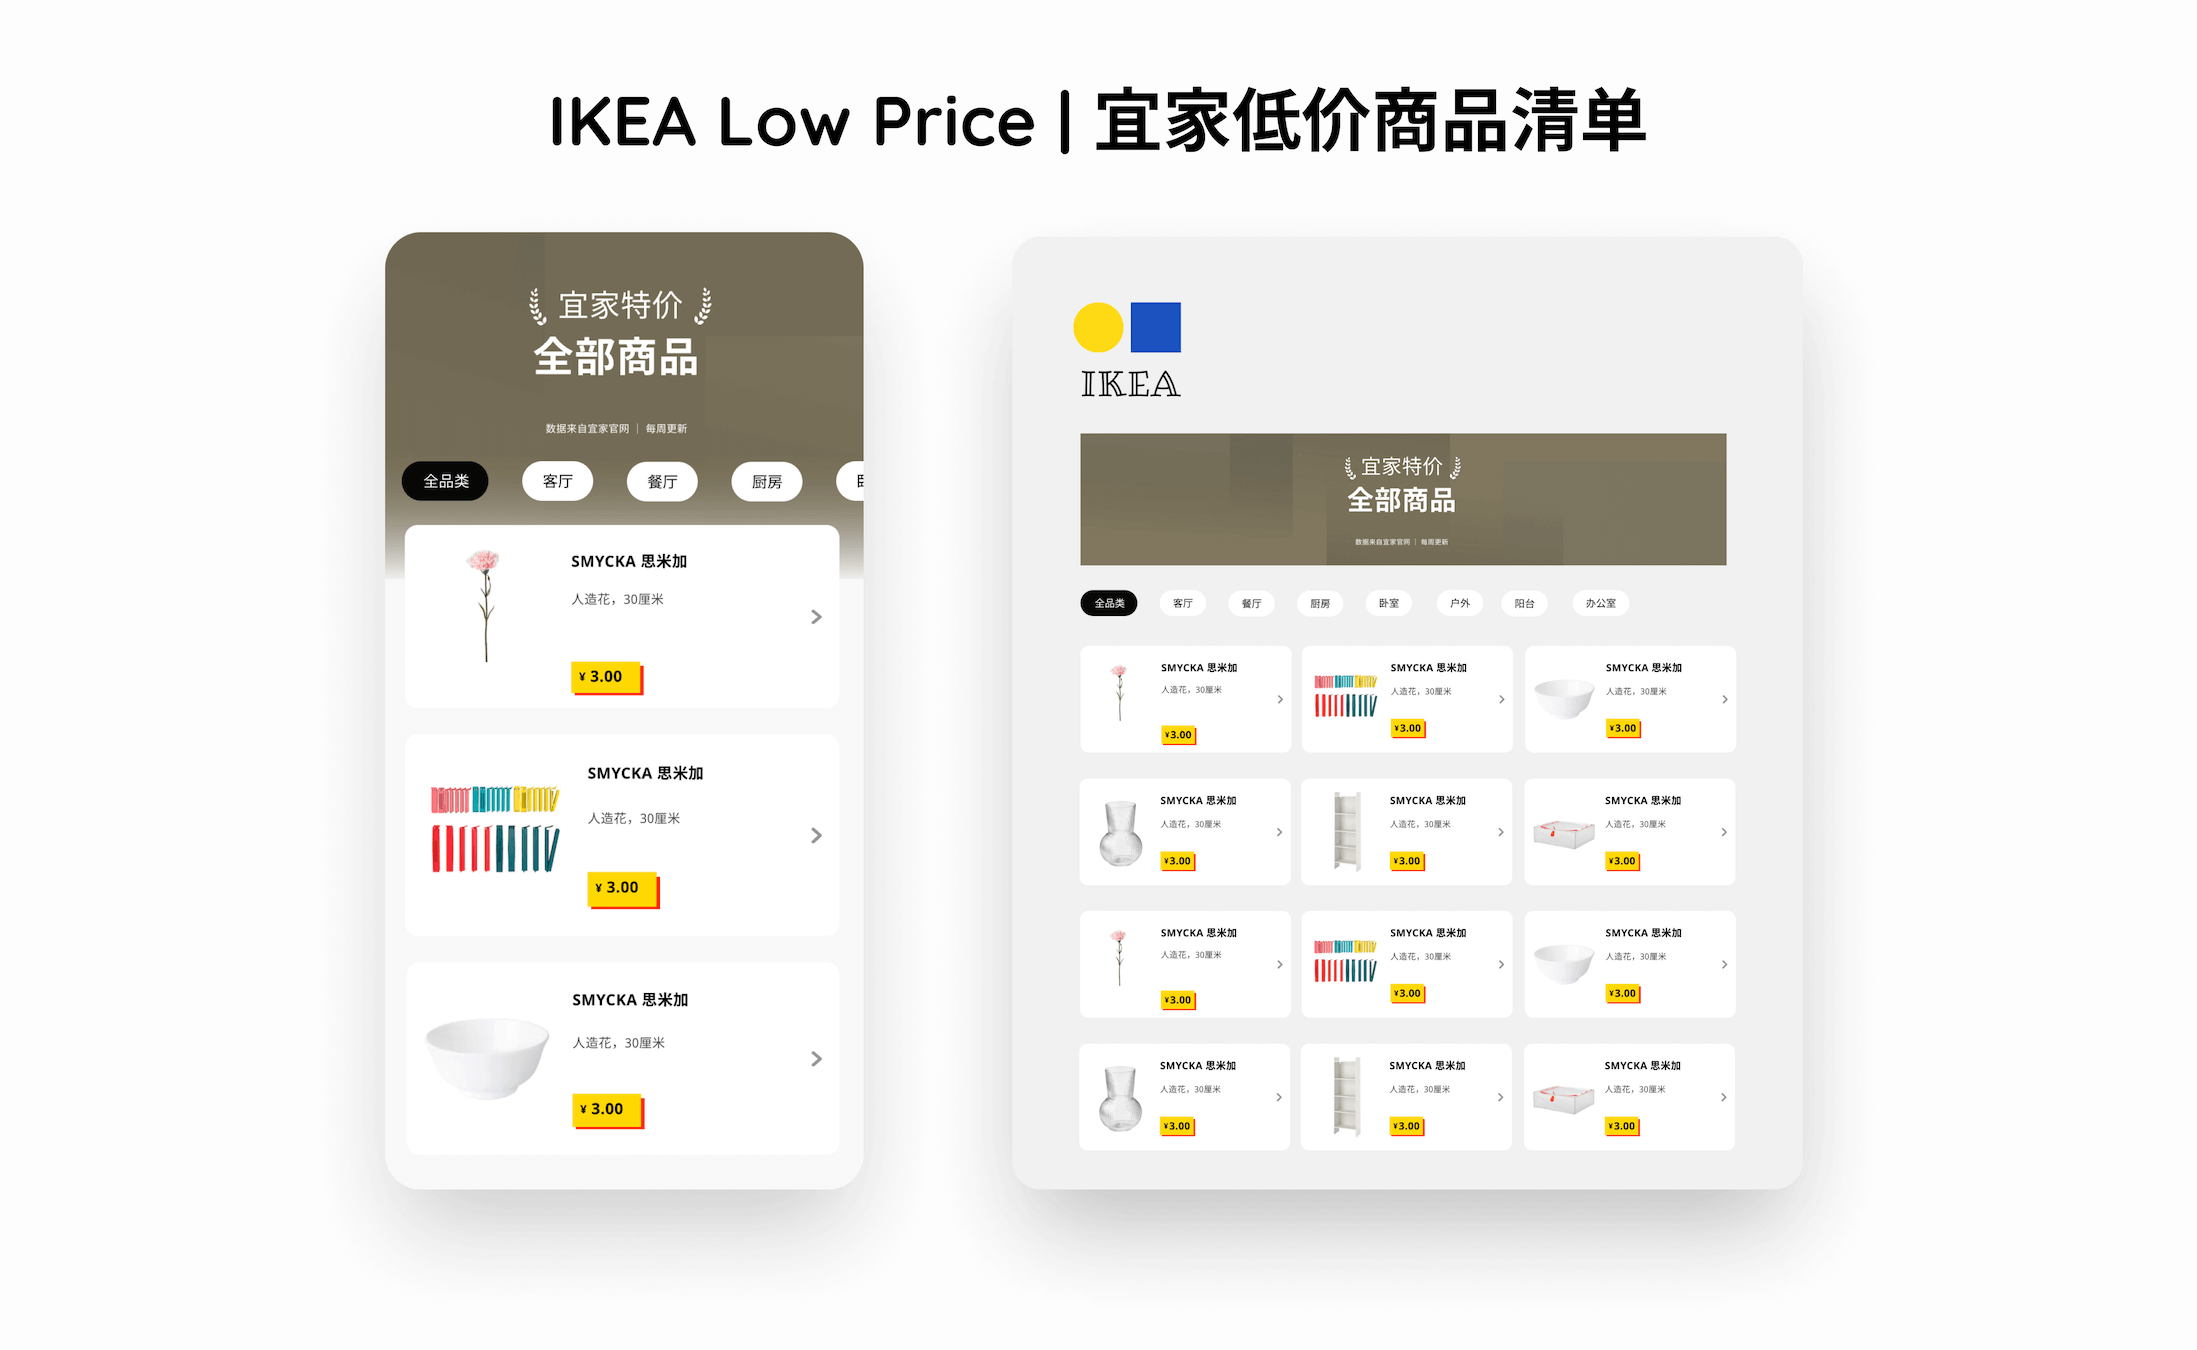 IKEA Low Price | 宜家低价商品清单
宜家特价
全部商品
数据来自宜家官网 | 每周更新
全品类
客厅
餐厅
厨房
SMYCKA 思米加
人造花，30厘米
¥ 3.00
SMYCKA 思米加
人造花，30厘米
¥ 3.00
SMYCKA 思米加
人造花，30厘米
¥ 3.00
IKEA
宜家特价
全部商品
数据来自宜家官网 | 每周更新
全品类
客厅
餐厅
厨房
卧室
户外
阳台
办公室
SMYCKA 思米加
人造花，30厘米
¥3.00
SMYCKA 思米加
人造花，30厘米
¥3.00
SMYCKA 思米加
人造花，30厘米
¥3.00
SMYCKA 思米加
人造花，30厘米
¥3.00
SMYCKA 思米加
人造花，30厘米
¥3.00
SMYCKA 思米加
人造花，30厘米
¥3.00
SMYCKA 思米加
人造花，30厘米
¥3.00
SMYCKA 思米加
人造花，30厘米
¥3.00
SMYCKA 思米加
人造花，30厘米
¥3.00
SMYCKA 思米加
人造花，30厘米
¥3.00
SMYCKA 思米加
人造花，30厘米
¥3.00
SMYCKA 思米加
人造花，30厘米
¥3.00